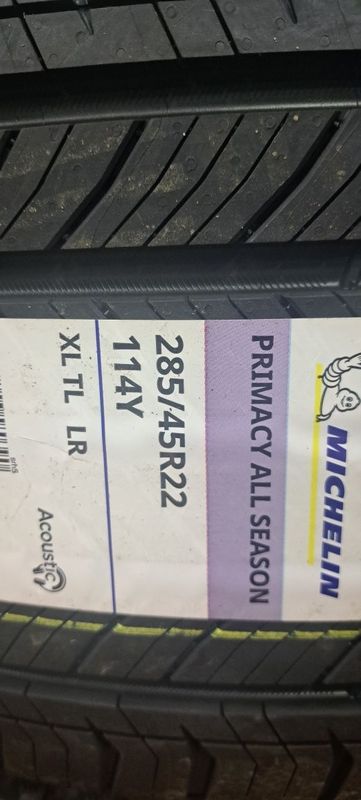 MICHELIN
PRIMACY ALL SEASON
285/45R22
114Y
XL TL LR
Acoustic